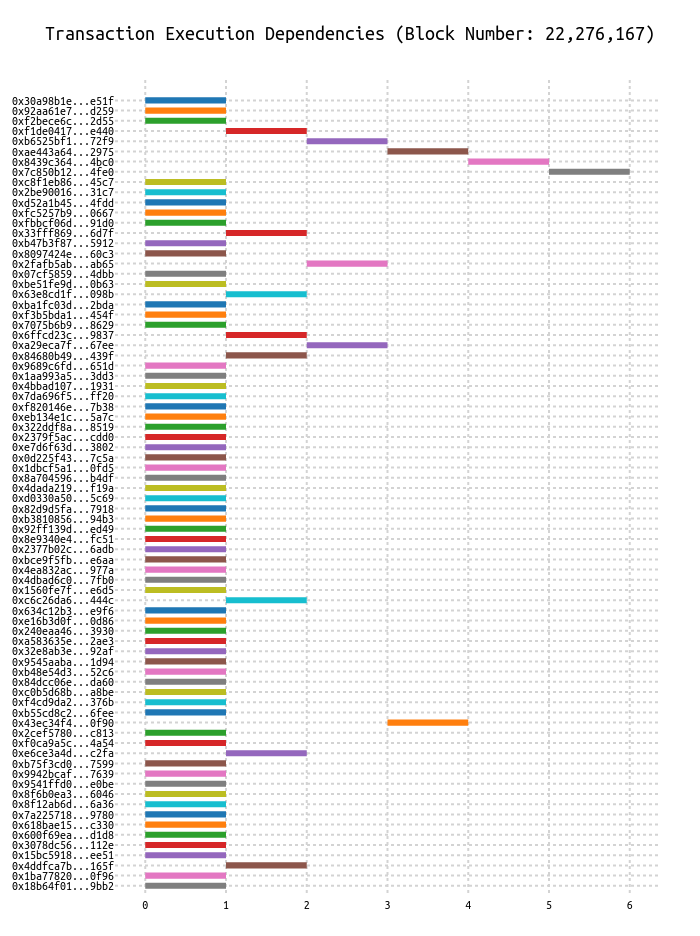 Transaction Execution Dependencies (Block Number: 22,276,167)
0x30a98b1e...e51f
0x92aa61e7...d259
0xf2bece6c...2d55
0xf1de0417...e440
0xb6525bf1...72f9
0xae443a64...2975
0x8439c364...4bc0
0x7c850b12...4fe0
0xc8f1eb86...45c7
0x2be90016...31c7
0xd52a1b45...4fdd
0xfc5257b9...0667
0xfbbcf06d...91d0
0x33fff869...6d7f
0xb47b3f87...5912
0x8097424e...60c3
0x2fafb5ab...ab65
0x07cf5859...4dbb
0xbe51fe9d...0b63
0x63e8cd1f...098b
0xba1fc03d...2bda
0xf3b5bda1...454f
0x7075b6b9...8629
0x6ffcd23c...9837
0xa29eca7f...67ee
0x84680b49...439f
0x9689c6fd...651d
0x1aa993a5...3dd3
0x4bbad107...1931
0x7da696f5...ff20
0xf820146e...7b38
0xeb134e1c...5a7c
0x322ddf8a...8519
0x2379f5ac...cdd0
0xe7d6f63d...3802
0x0d225f43...7c5a
0x1dbcf5a1...0fd5
0x8a704596...b4df
0x4dada219...f19a
0xd0330a50...5c69
0x82d9d5fa...7918
0xb3810856...94b3
0x92ff139d...ed49
0x8e9340e4...fc51
0x2377b02c...6adb
0xbce9f5fb...e6aa
0x4ea832ac...977a
0x4dbad6c0...7fb0
0x1560fe7f...e6d5
0xc6c26da6...444c
0x634c12b3...e9f6
0xe16b3d0f...0d86
0x240eaa46...3930
0xa583635e...2ae3
0x32e8ab3e...92af
0x9545aaba...1d94
0xb48e54d3...52c6
0x84dcc06e...da60
0xc0b5d68b...a8be
0xf4cd9da2...376b
0xb55cd8c2...6fee
0x43ec34f4...0f90
0x2cef5780...c813
0xf0ca9a5c...4a54
0xe6ce3a4d...c2fa
0xb75f3cd0...7599
0x9942bcaf...7639
0x9541ffd0...e0be
0x8f6b0ea3...6046
0x8f12ab6d...6a36
0x7a225718...9780
0x618bae15...c330
0x600f69ea...d1d8
0x3078dc56...112e
0x15bc5918...ee51
0x4ddfca7b...165f
0x1ba77820...0f96
0x18b64f01...9bb2
0 1 2 3 4 5 6